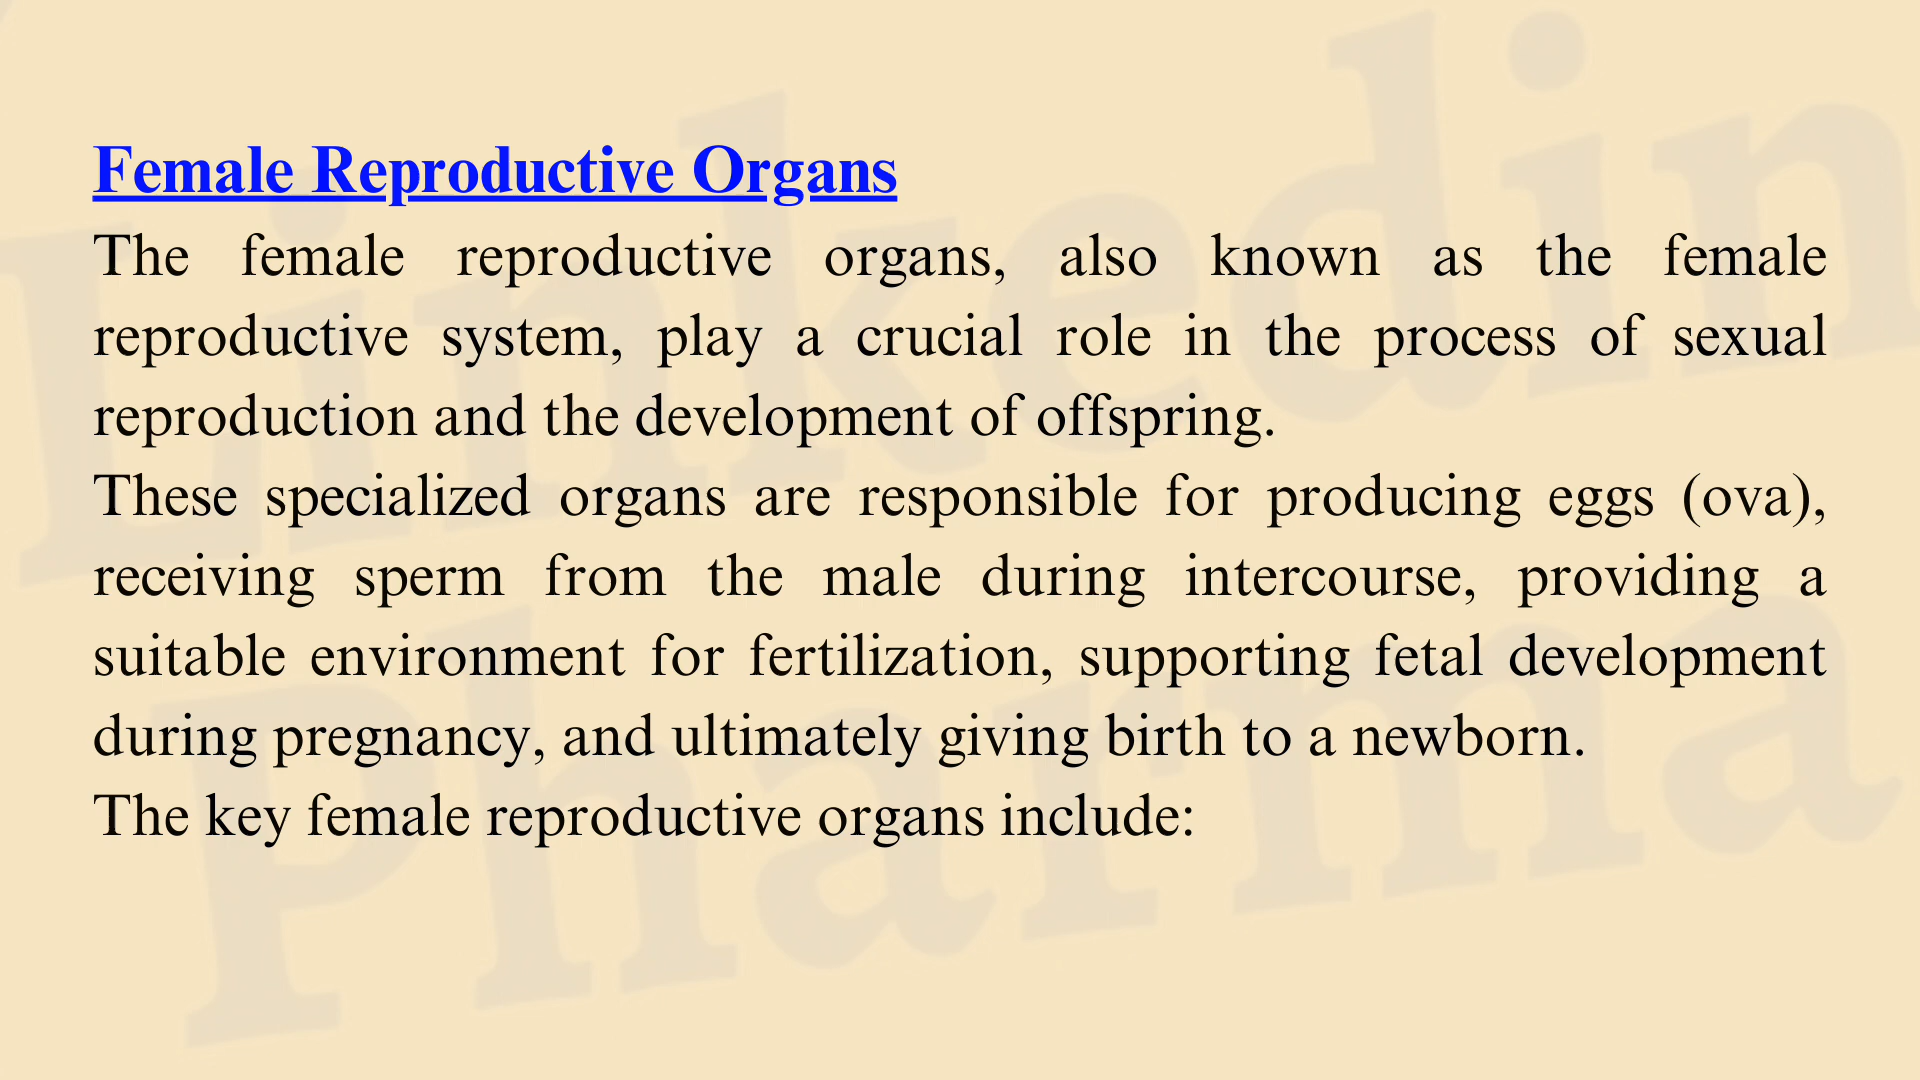 Female Reproductive Organs
The female reproductive organs, also known as the female
reproductive system, play a crucial role in the process of sexual
reproduction and the development of offspring.
These specialized organs are responsible for producing eggs (ova),
receiving sperm from the male during intercourse, providing a
suitable environment for fertilization, supporting fetal development
during pregnancy, and ultimately giving birth to a newborn.
The key female reproductive organs include:
Linkedin
Pharma